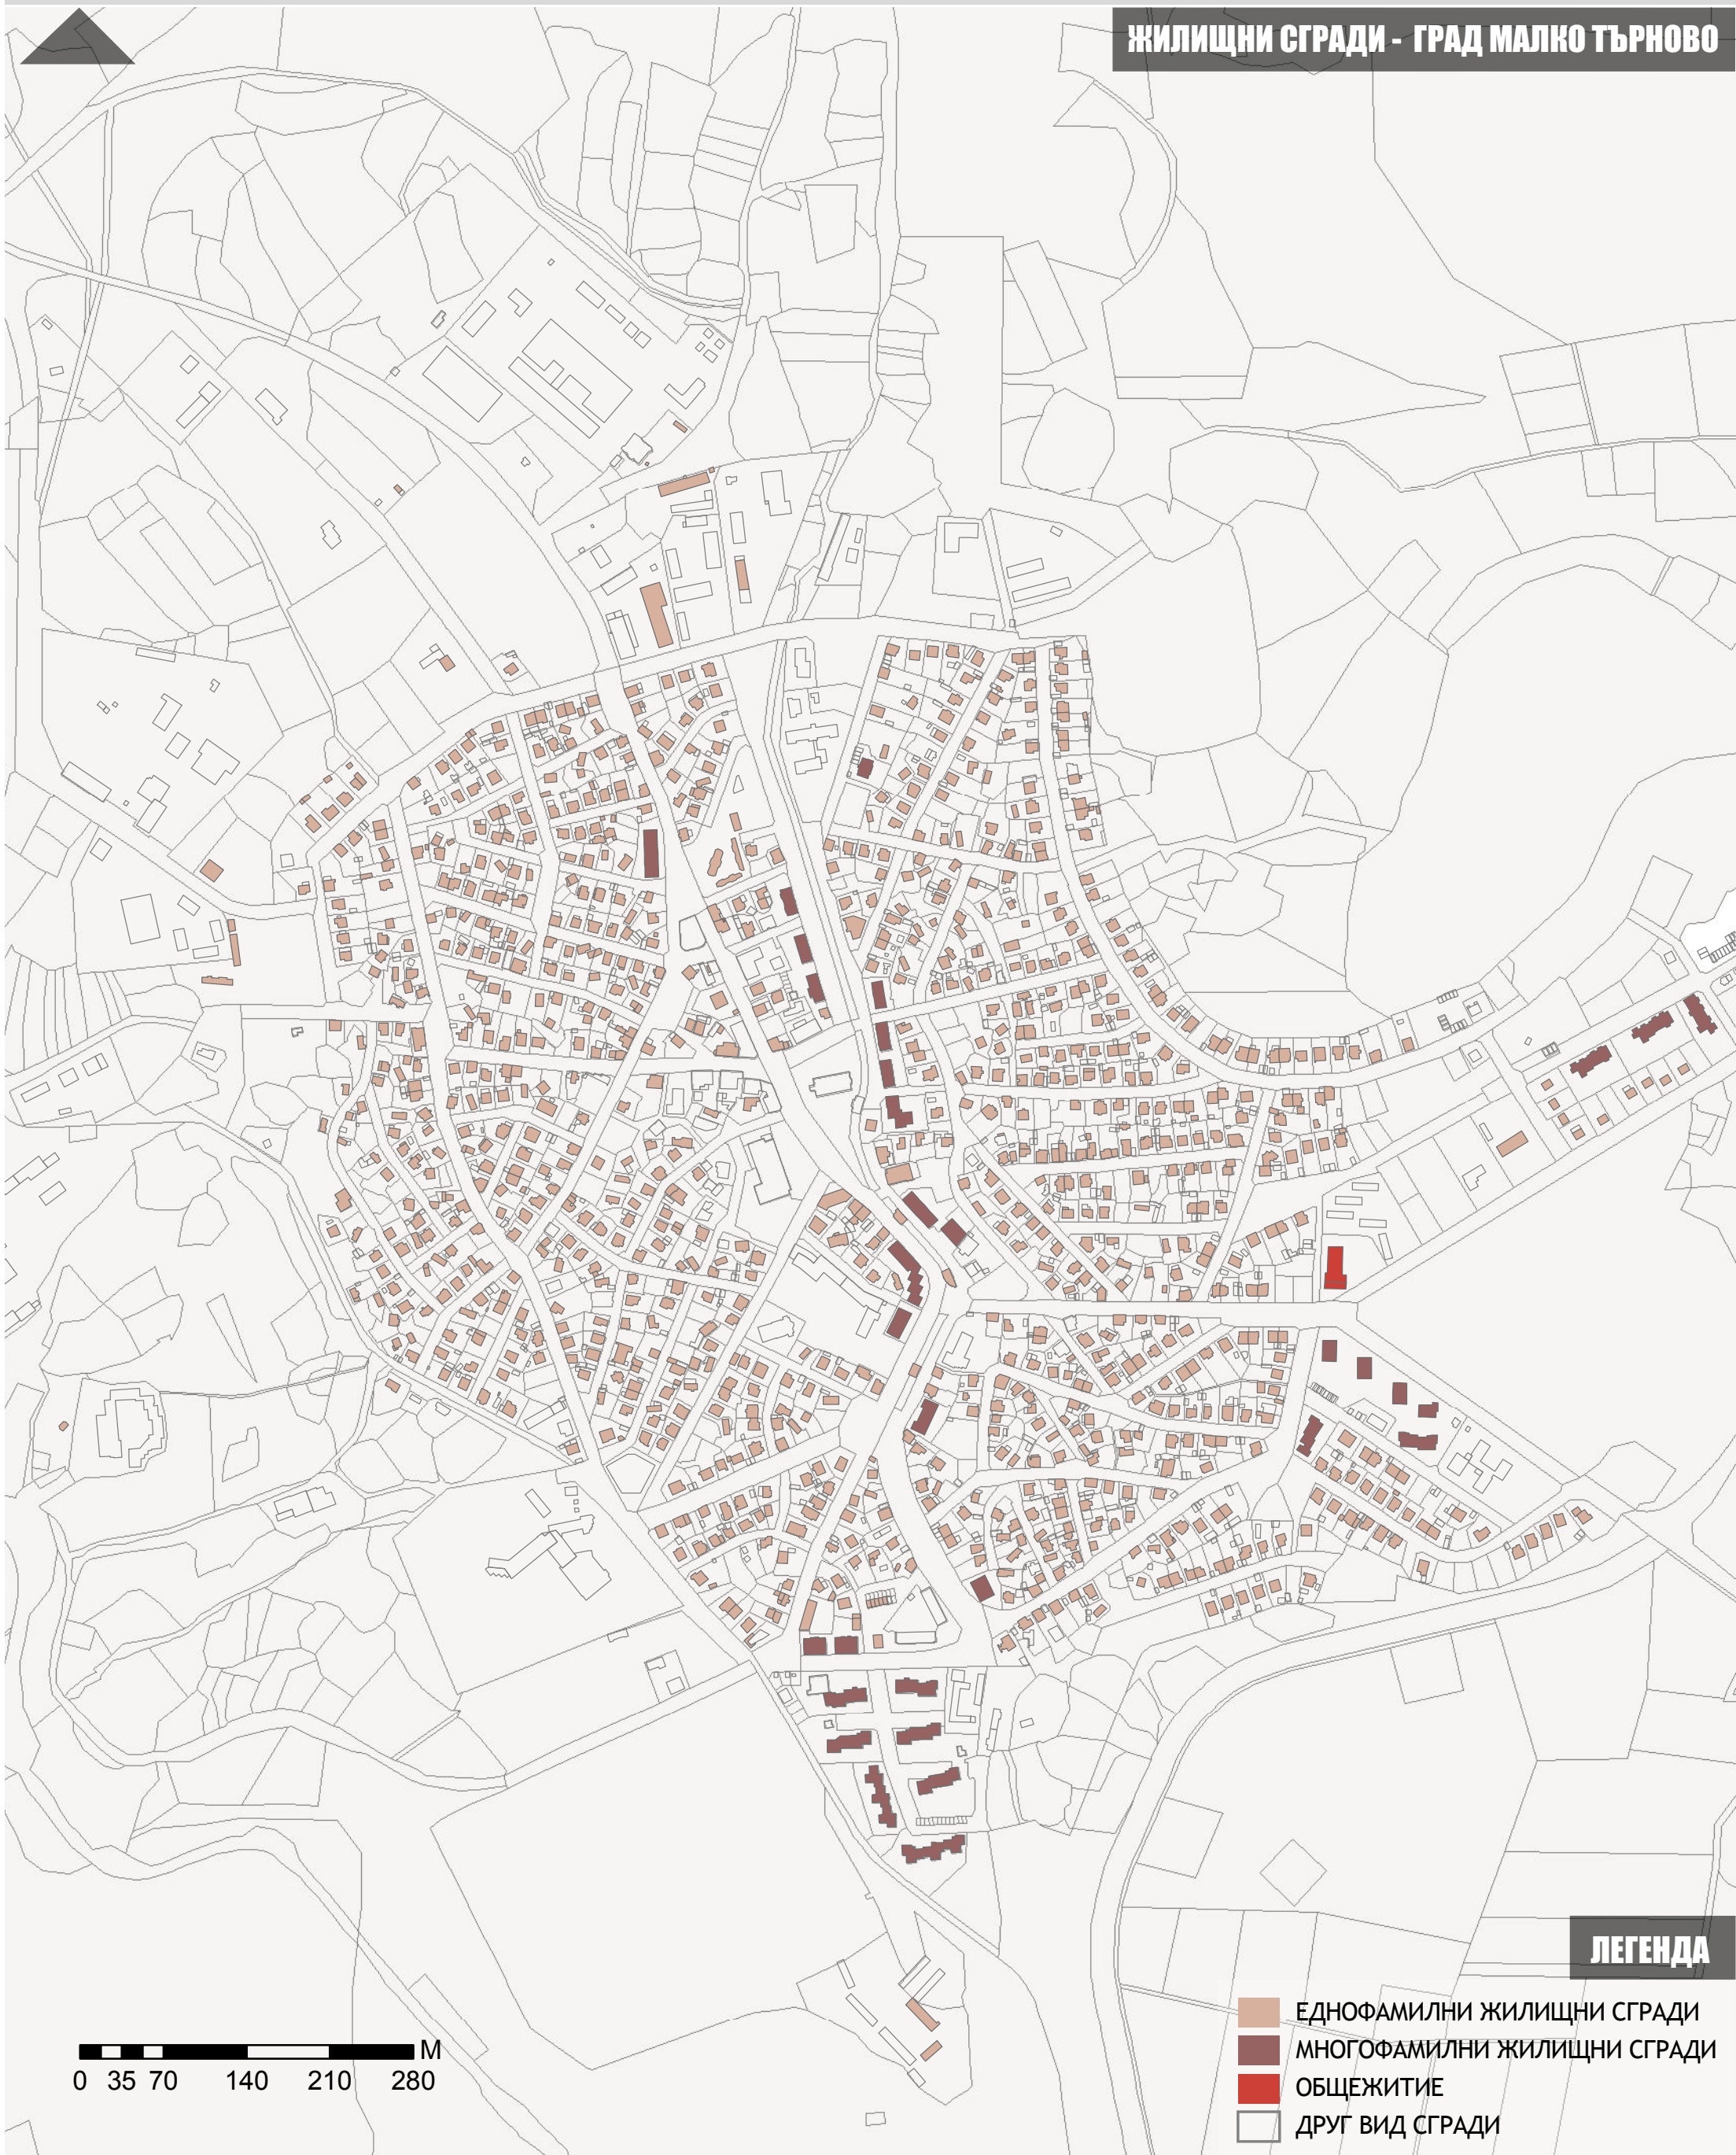 ЖИЛИЩНИ СГРАДИ - ГРАД МАЛКО ТЪРНОВО
ЛЕГЕНДА
ЕДНОФАМИЛНИ ЖИЛИЩНИ СГРАДИ
МНОГОФАМИЛНИ ЖИЛИЩНИ СГРАДИ
ОБЩЕЖИТИЕ
ДРУГ ВИД СГРАДИ
М
0 35 70 140 210 280